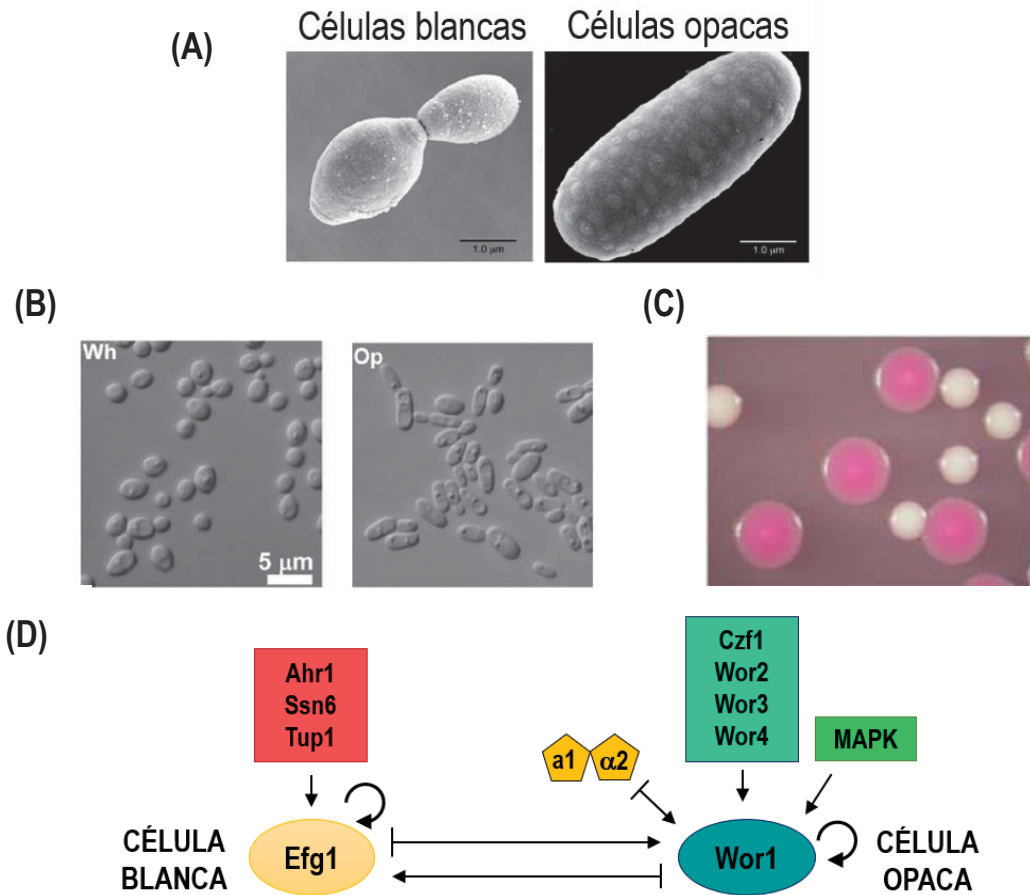 (A)
Células blancas
Células opacas
1.0 µm
1.0 µm
(B)
(C)
Wh
5 µm
Op
(D)
Ahr1
Ssn6
Tup1
Czf1
Wor2
Wor3
Wor4
MAPK
a1
α2
CÉLULA
BLANCA
Efg1
Wor1
CÉLULA
OPACA